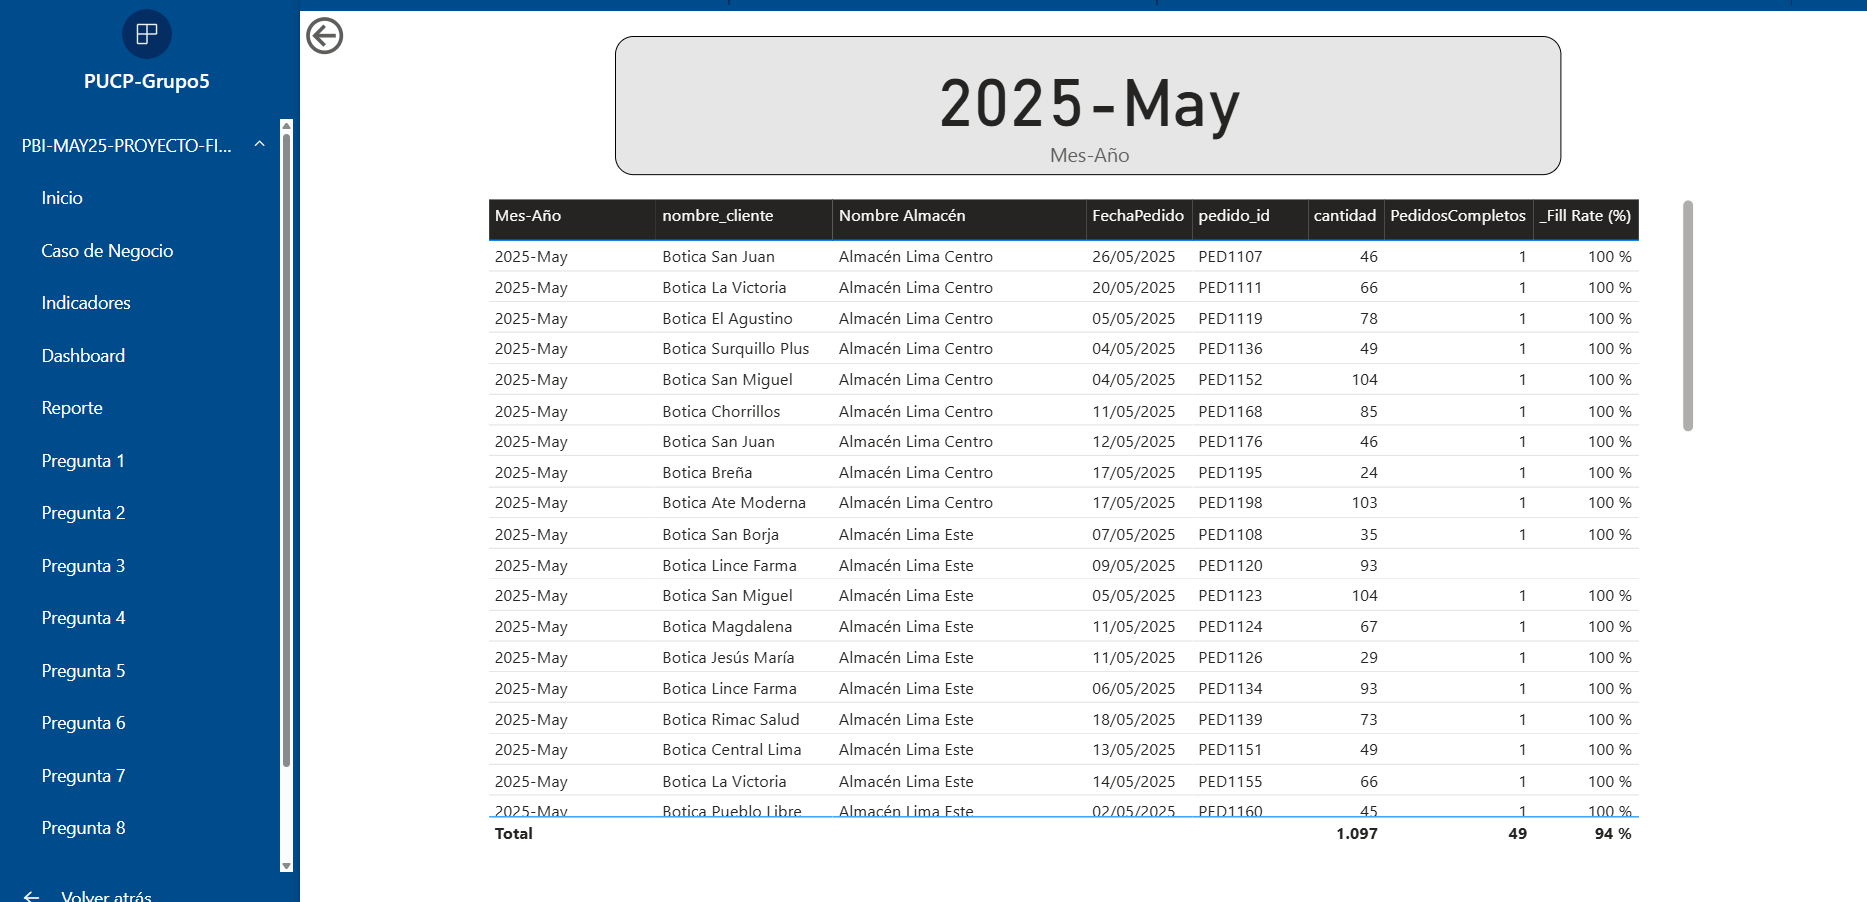 PUCP-Grupo5
PBI-MAY25-PROYECTO-FI...
Inicio
Caso de Negocio
Indicadores
Dashboard
Reporte
Pregunta 1
Pregunta 2
Pregunta 3
Pregunta 4
Pregunta 5
Pregunta 6
Pregunta 7
Pregunta 8
Volver atrás
2025-May
Mes-Año
Mes-Año nombre_cliente Nombre Almacén FechaPedido pedido_id cantidad PedidosCompletos _Fill Rate (%)
2025-May Botica San Juan Almacén Lima Centro 26/05/2025 PED1107 46 1 100 %
2025-May Botica La Victoria Almacén Lima Centro 20/05/2025 PED1111 66 1 100 %
2025-May Botica El Agustino Almacén Lima Centro 05/05/2025 PED1119 78 1 100 %
2025-May Botica Surquillo Plus Almacén Lima Centro 04/05/2025 PED1136 49 1 100 %
2025-May Botica San Miguel Almacén Lima Centro 04/05/2025 PED1152 104 1 100 %
2025-May Botica Chorrillos Almacén Lima Centro 11/05/2025 PED1168 85 1 100 %
2025-May Botica San Juan Almacén Lima Centro 12/05/2025 PED1176 46 1 100 %
2025-May Botica Breña Almacén Lima Centro 17/05/2025 PED1195 24 1 100 %
2025-May Botica Ate Moderna Almacén Lima Centro 17/05/2025 PED1198 103 1 100 %
2025-May Botica San Borja Almacén Lima Este 07/05/2025 PED1108 35 1 100 %
2025-May Botica Lince Farma Almacén Lima Este 09/05/2025 PED1120 93
2025-May Botica San Miguel Almacén Lima Este 05/05/2025 PED1123 104 1 100 %
2025-May Botica Magdalena Almacén Lima Este 11/05/2025 PED1124 67 1 100 %
2025-May Botica Jesús María Almacén Lima Este 11/05/2025 PED1126 29 1 100 %
2025-May Botica Lince Farma Almacén Lima Este 06/05/2025 PED1134 93 1 100 %
2025-May Botica Rimac Salud Almacén Lima Este 18/05/2025 PED1139 73 1 100 %
2025-May Botica Central Lima Almacén Lima Este 13/05/2025 PED1151 49 1 100 %
2025-May Botica La Victoria Almacén Lima Este 14/05/2025 PED1155 66 1 100 %
2025-May Botica Pueblo Libre Almacén Lima Este 02/05/2025 PED1160 45 1 100 %
Total 1.097 49 94 %